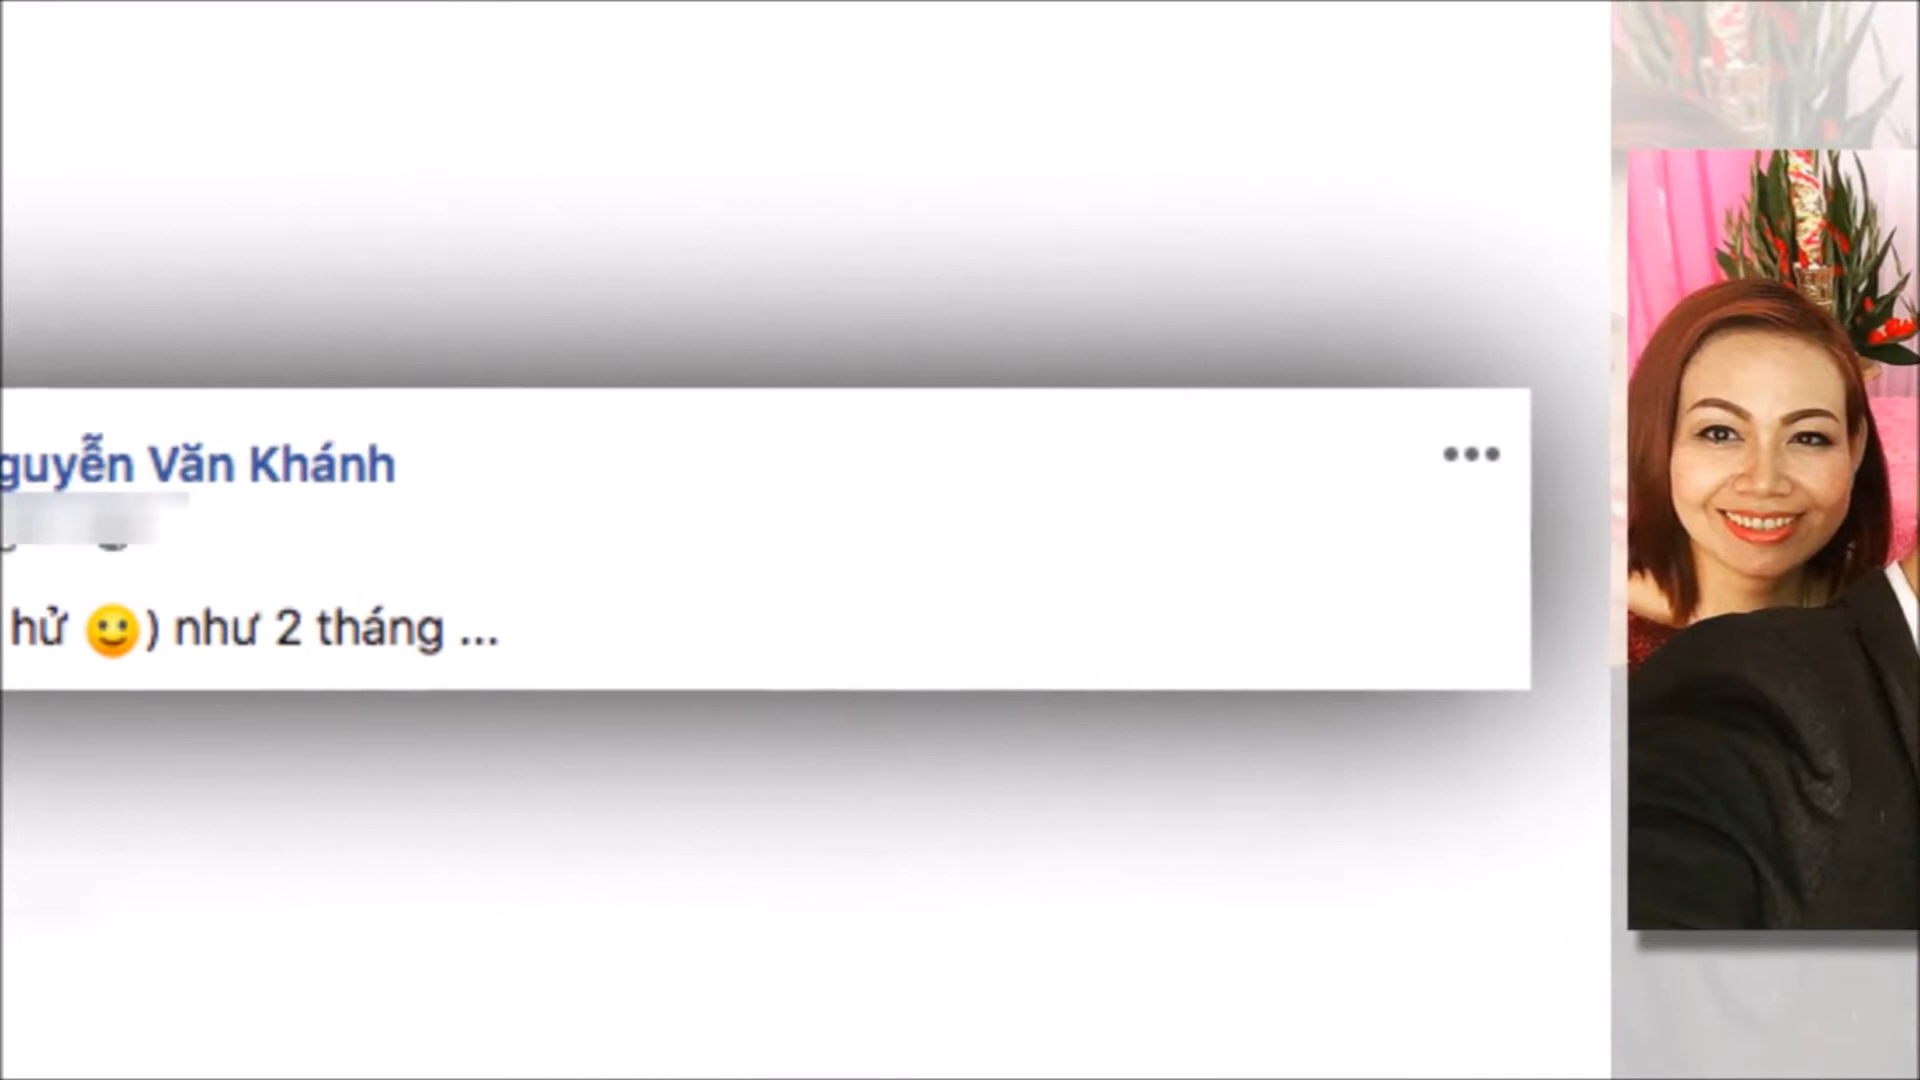 guyễn Văn Khánh
hử 🙂) như 2 tháng ...